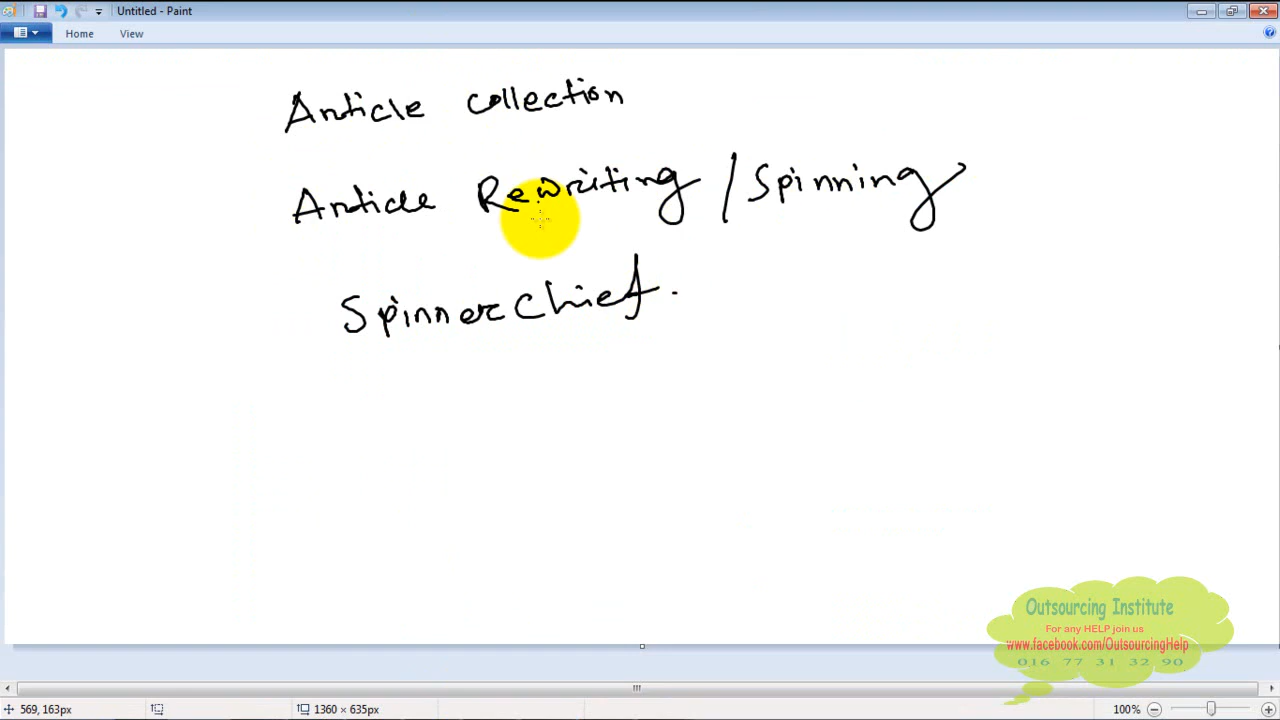 Untitled - Paint
Home View
Article collection
Article Rewriting / Spinning
SpinnerChief.
Outsourcing Institute
For any HELP join us
www.facebook.com/OutsourcingHelp
016 77 31 32 90
569, 163px 1360 × 635px 100%